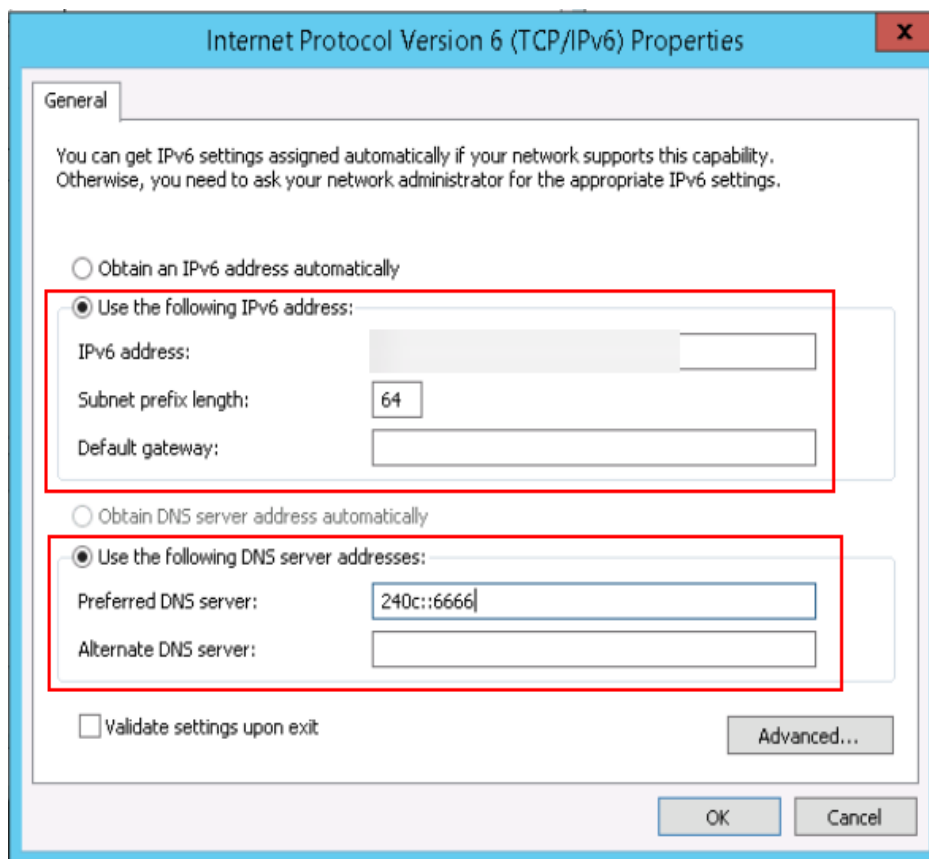 Internet Protocol Version 6 (TCP/IPv6) Properties
x
General
You can get IPv6 settings assigned automatically if your network supports this capability.
Otherwise, you need to ask your network administrator for the appropriate IPv6 settings.
Obtain an IPv6 address automatically
Use the following IPv6 address:
IPv6 address:
Subnet prefix length: 64
Default gateway:
Obtain DNS server address automatically
Use the following DNS server addresses:
Preferred DNS server: 240c::6666
Alternate DNS server:
Validate settings upon exit
Advanced...
OK Cancel